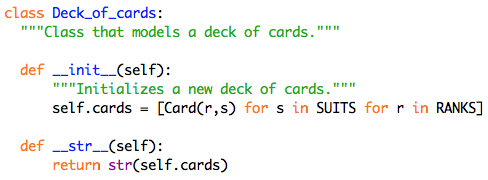 class Deck_of_cards:
  """Class that models a deck of cards."""

  def __init__(self):
      """Initializes a new deck of cards."""
      self.cards = [Card(r,s) for s in SUITS for r in RANKS]

  def __str__(self):
      return str(self.cards)